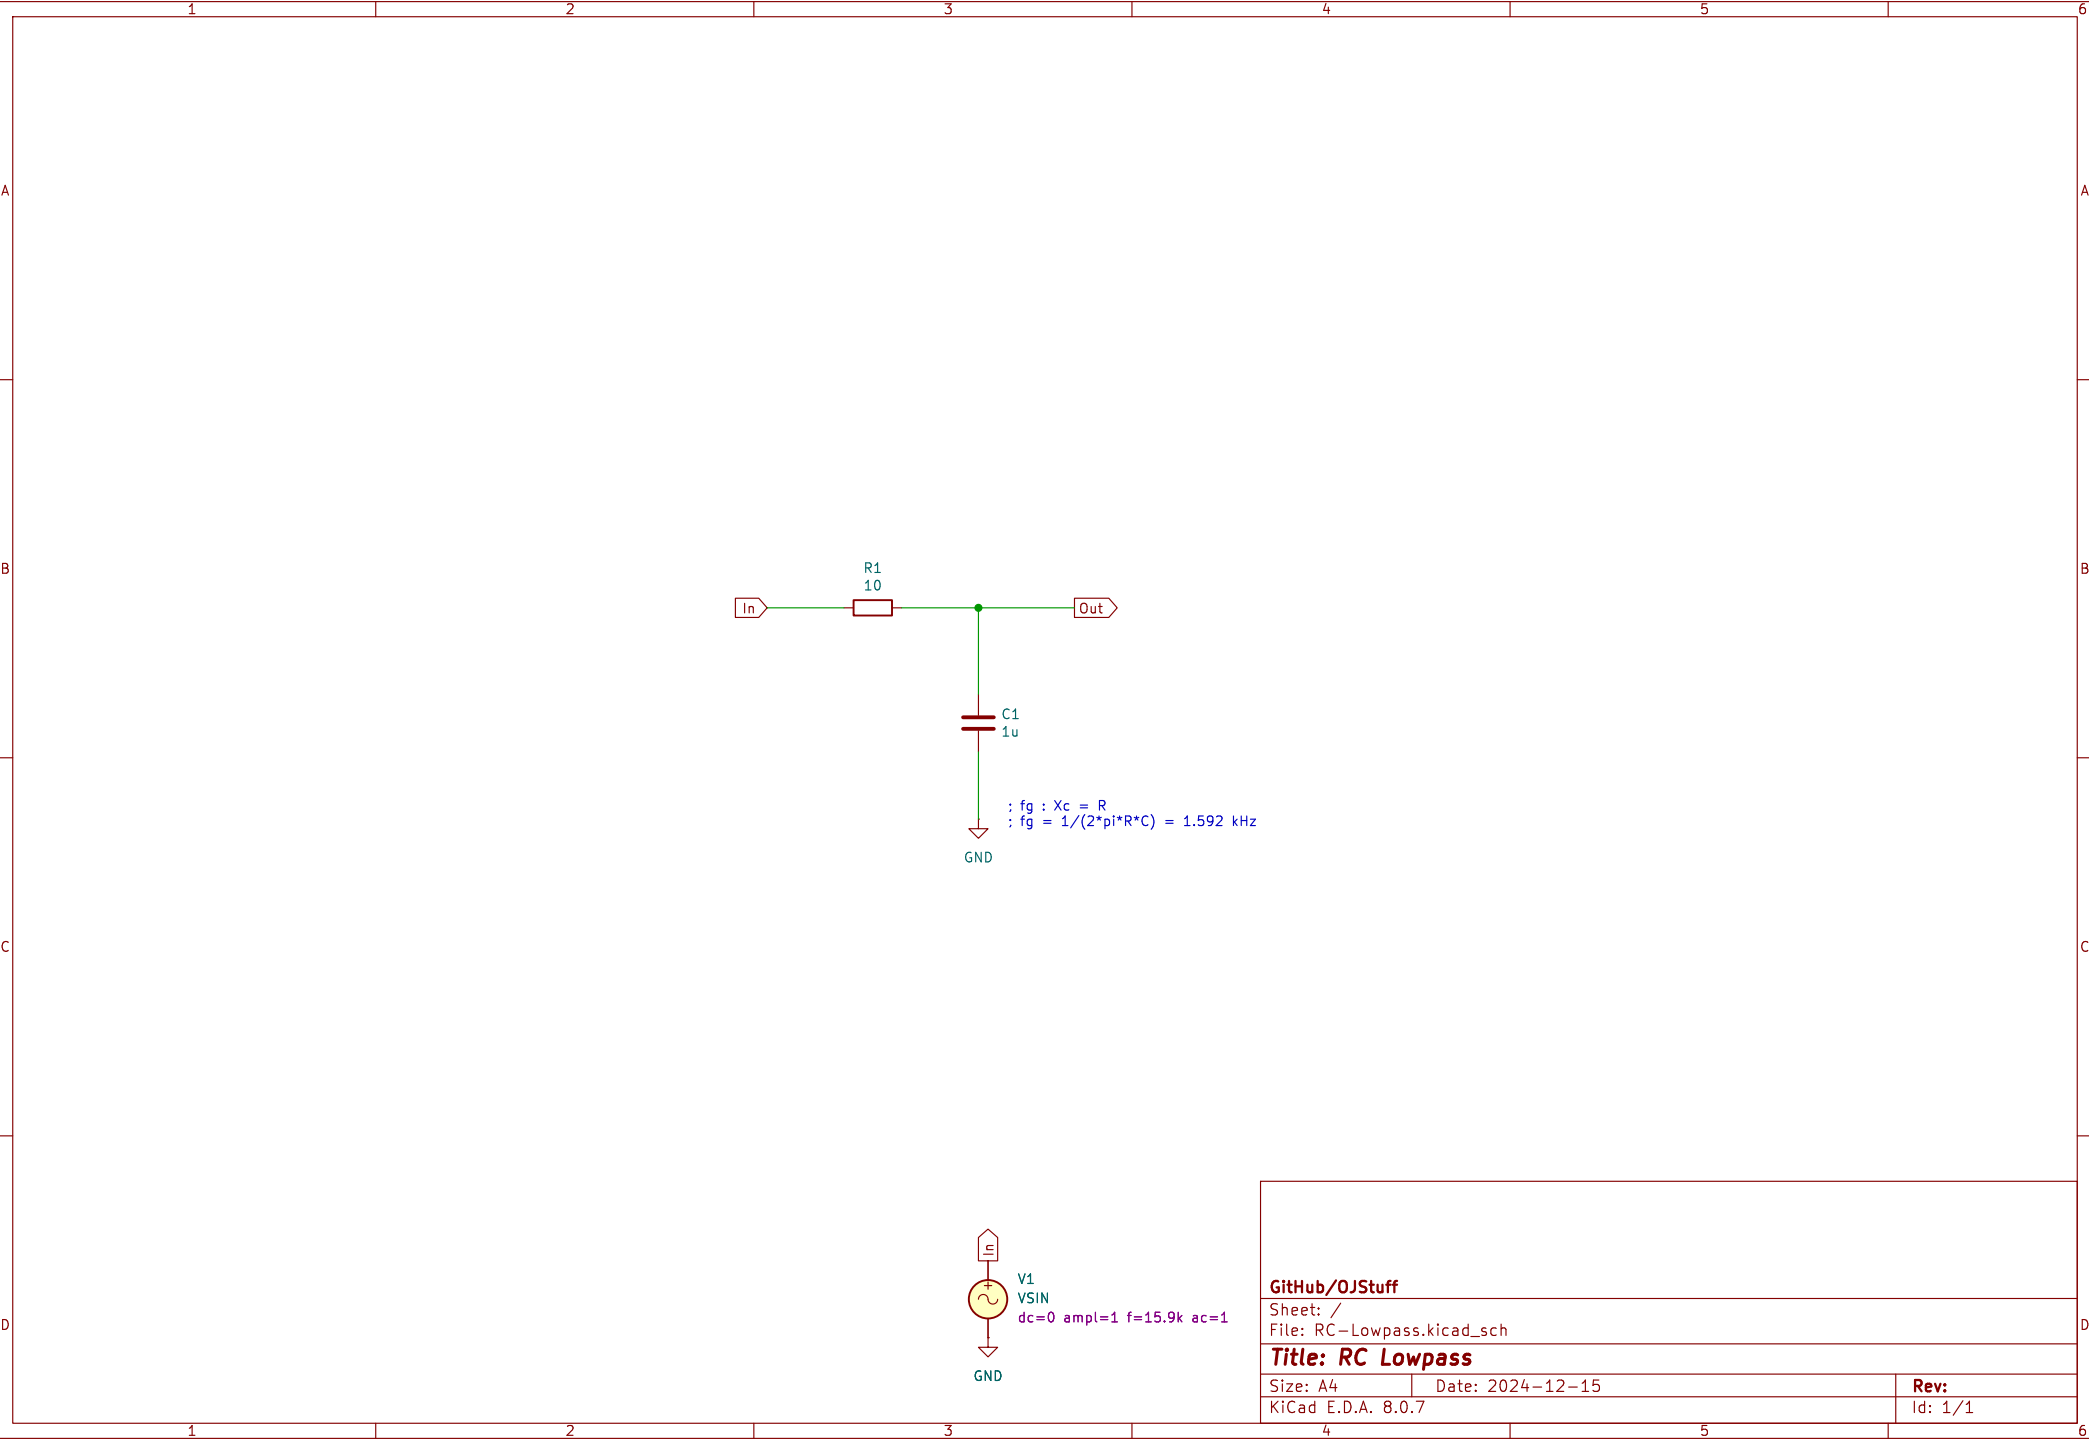 1 2 3 4 5 6
A A
B B
R1
10
In
Out
C1
1u
; fg : Xc = R
; fg = 1/(2*pi*R*C) = 1.592 kHz
GND
C C
In
V1
VSIN
dc=0 ampl=1 f=15.9k ac=1
GND
D D
GitHub/OJStuff
Sheet: /
File: RC-Lowpass.kicad_sch
Title: RC Lowpass
Size: A4 Date: 2024-12-15 Rev:
KiCad E.D.A. 8.0.7 Id: 1/1
1 2 3 4 5 6